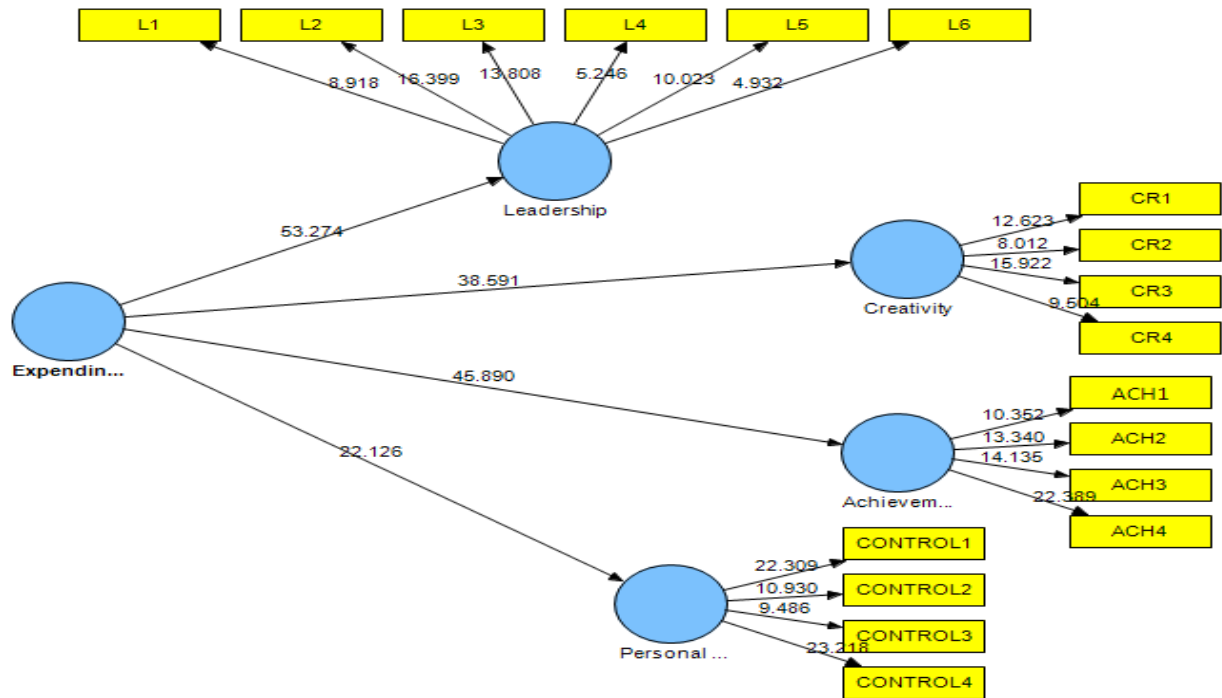 L1
L2
L3
L4
L5
L6
8.918
16.399
13.808
5.246
10.023
4.932
Leadership
53.274
CR1
12.623
CR2
8.012
15.922
CR3
9.504
CR4
38.591
Creativity
Expendin...
45.890
ACH1
10.352
ACH2
13.340
14.135
ACH3
22.389
ACH4
Achievem...
22.126
CONTROL1
22.309
CONTROL2
10.930
9.486
CONTROL3
23.218
CONTROL4
Personal ...